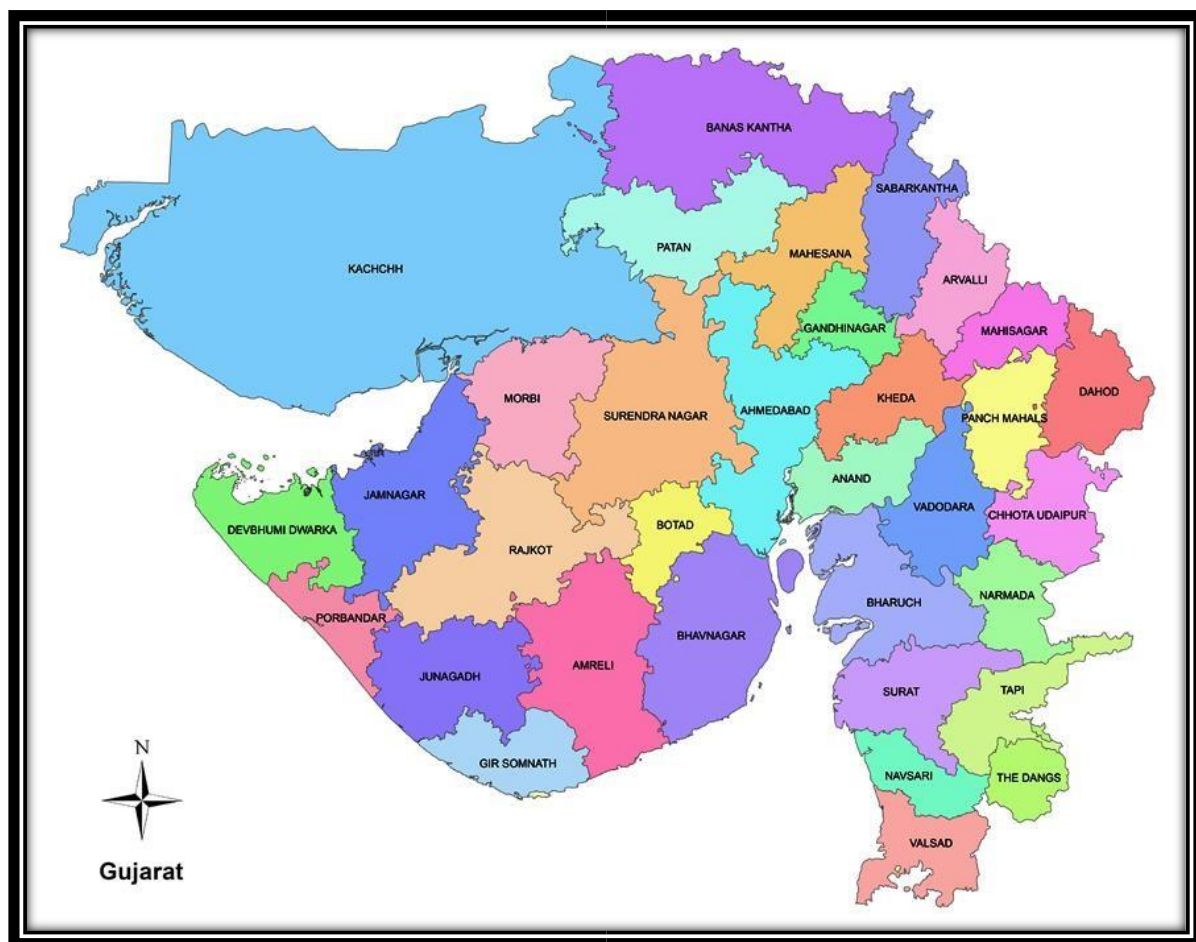 BANAS KANTHA
SABARKANTHA
PATAN
MAHESANA
KACHCHH
ARVALLI
GANDHINAGAR
MAHISAGAR
DAHOD
MORBI
KHEDA
SURENDRA NAGAR
AHMEDABAD
PANCH MAHALS
ANAND
JAMNAGAR
VADODARA
CHHOTA UDAIPUR
DEVBHUMI DWARKA
BOTAD
RAJKOT
NARMADA
BHARUCH
PORBANDAR
BHAVNAGAR
AMRELI
JUNAGADH
SURAT
TAPI
GIR SOMNATH
NAVSARI
THE DANGS
VALSAD
N
Gujarat